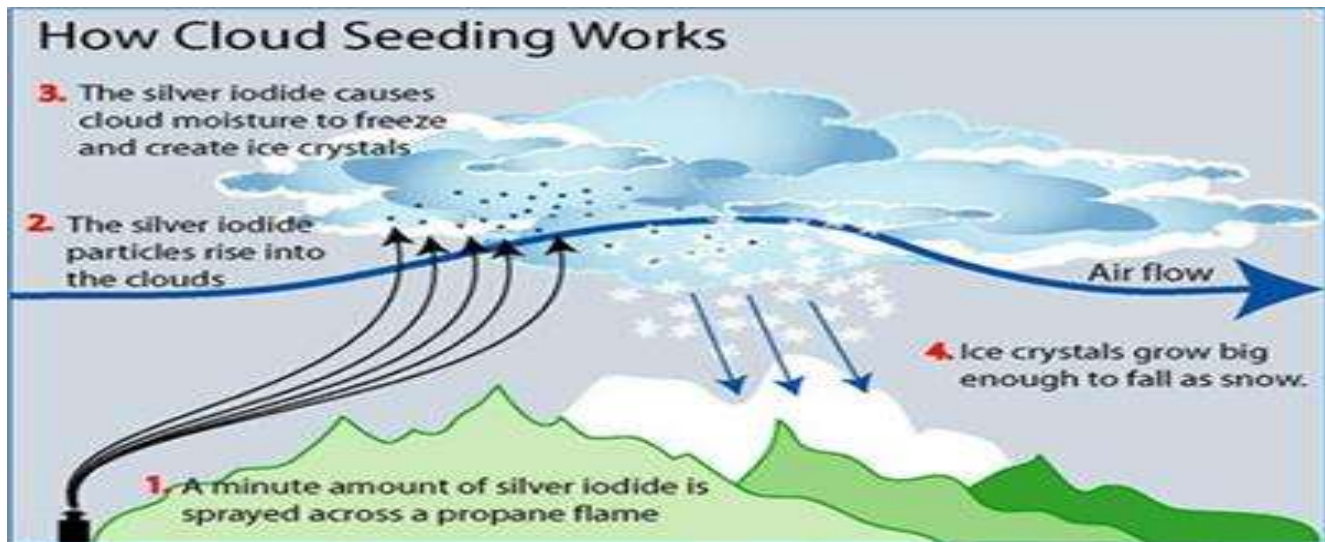 How Cloud Seeding Works
3. The silver iodide causes
cloud moisture to freeze
and create ice crystals
2. The silver iodide
particles rise into
the clouds
Air flow
4. Ice crystals grow big
enough to fall as snow.
1. A minute amount of silver iodide is
sprayed across a propane flame